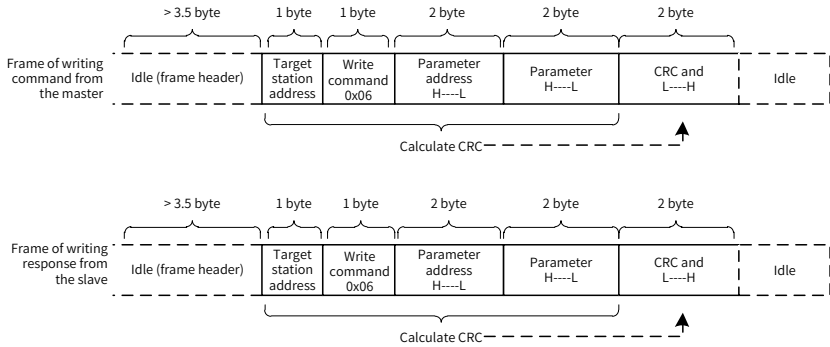 > 3.5 byte 1 byte 1 byte 2 byte 2 byte 2 byte
Frame of writing
command from
the master
Idle (frame header)
Target
station
address
Write
command
0x06
Parameter
address
H----L
Parameter
H----L
CRC and
L----H
Idle
Calculate CRC
> 3.5 byte 1 byte 1 byte 2 byte 2 byte 2 byte
Frame of writing
response from
the slave
Idle (frame header)
Target
station
address
Write
command
0x06
Parameter
address
H----L
Parameter
H----L
CRC and
L----H
Idle
Calculate CRC